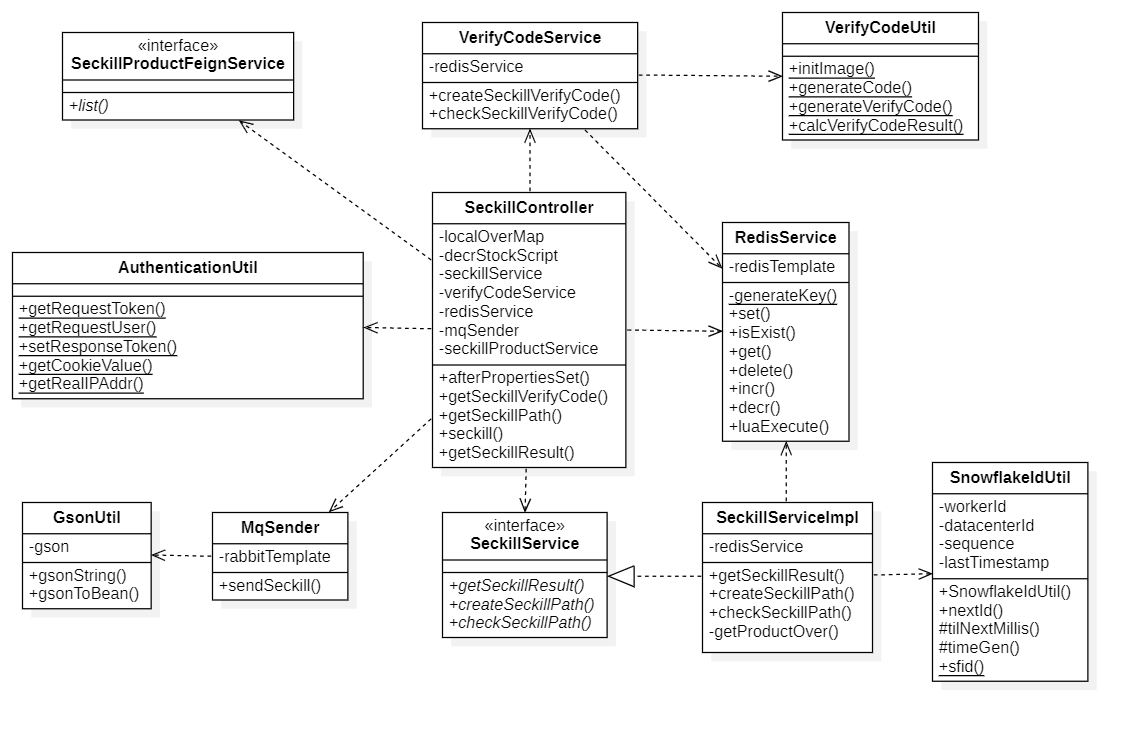 «interface»
SeckillProductFeignService
+list()
VerifyCodeService
-redisService
+createSeckillVerifyCode()
+checkSeckillVerifyCode()
VerifyCodeUtil
+initImage()
+generateCode()
+generateVerifyCode()
+calcVerifyCodeResult()
AuthenticationUtil
+getRequestToken()
+getRequestUser()
+setResponseToken()
+getCookieValue()
+getRealIPAddr()
SeckillController
-localOverMap
-decrStockScript
-seckillService
-verifyCodeService
-redisService
-mqSender
-seckillProductService
+afterPropertiesSet()
+getSeckillVerifyCode()
+getSeckillPath()
+seckill()
+getSeckillResult()
RedisService
-redisTemplate
-generateKey()
+set()
+isExist()
+get()
+delete()
+incr()
+decr()
+luaExecute()
GsonUtil
-gson
+gsonString()
+gsonToBean()
MqSender
-rabbitTemplate
+sendSeckill()
«interface»
SeckillService
+getSeckillResult()
+createSeckillPath()
+checkSeckillPath()
SeckillServiceImpl
-redisService
+getSeckillResult()
+createSeckillPath()
+checkSeckillPath()
-getProductOver()
SnowflakeIdUtil
-workerId
-datacenterId
-sequence
-lastTimestamp
+SnowflakeIdUtil()
+nextId()
#tilNextMillis()
#timeGen()
+sfid()